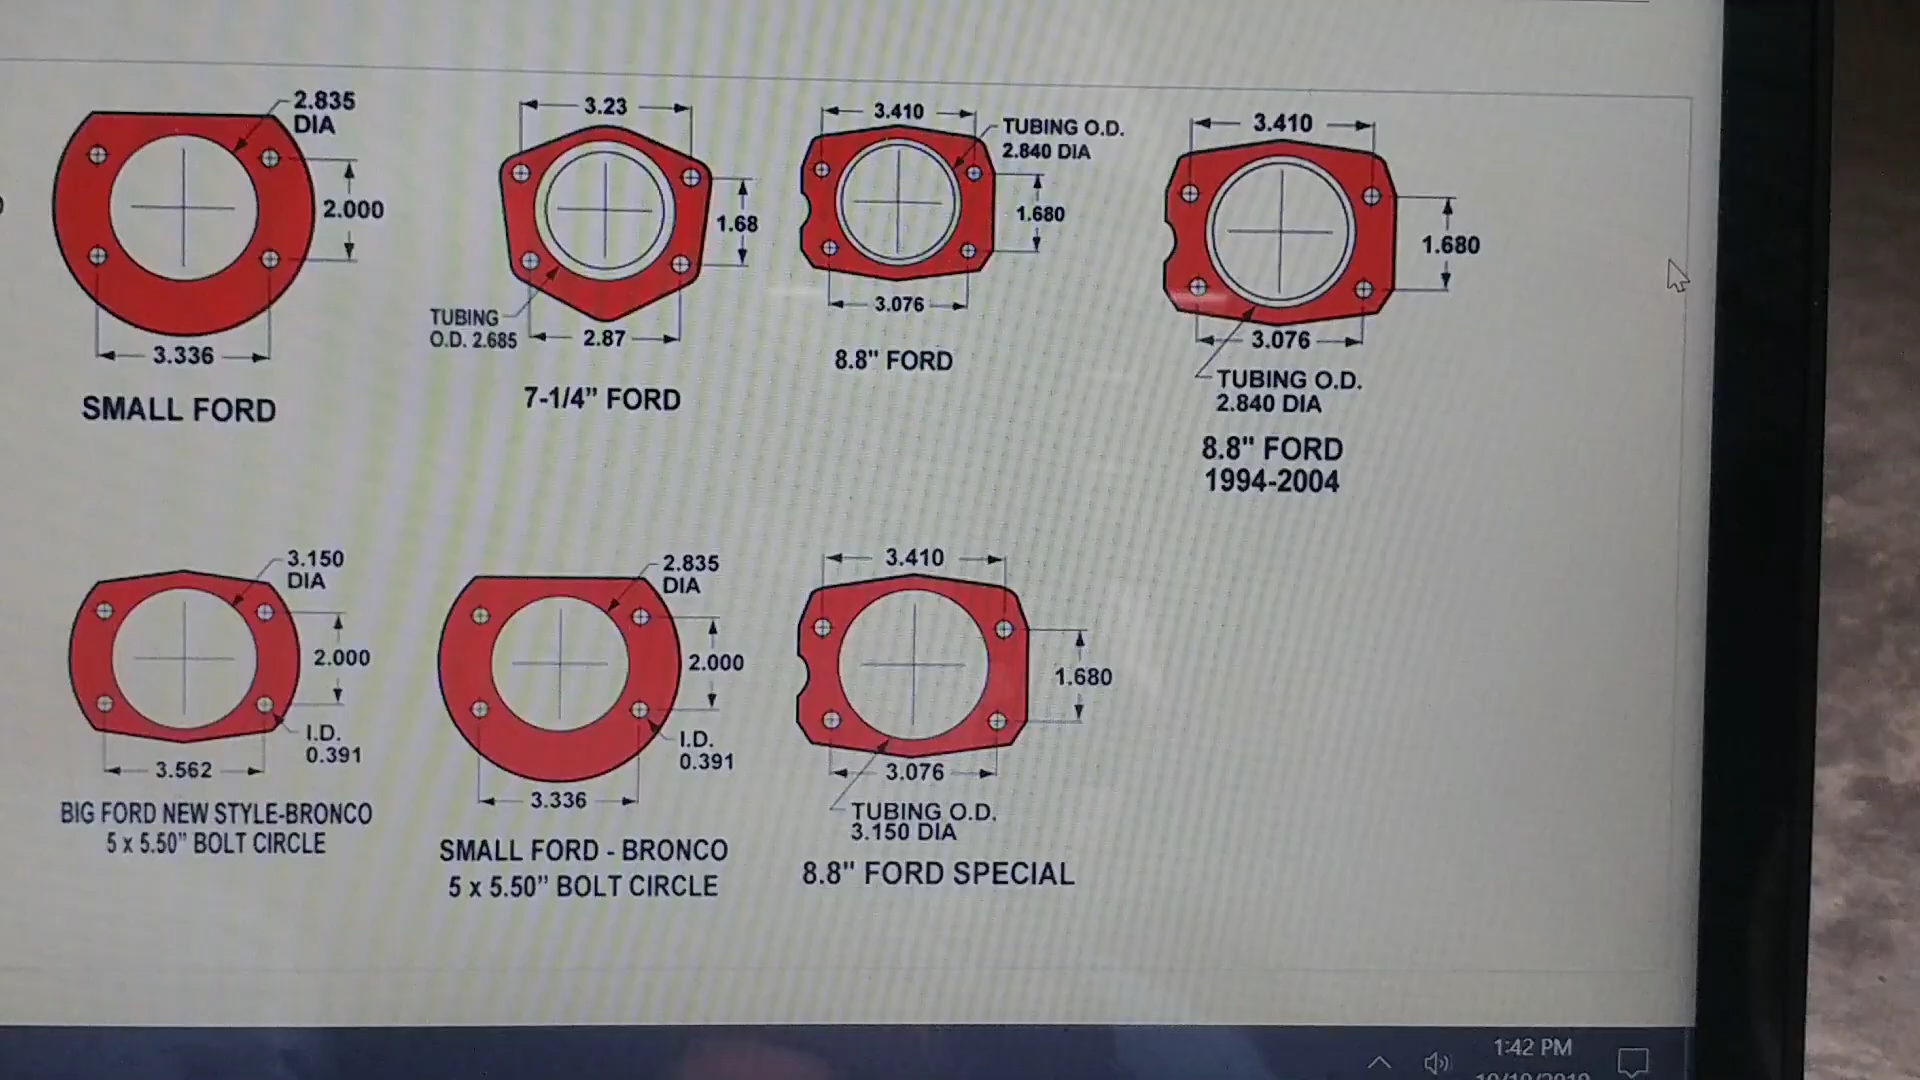 2.835
DIA
2.000
3.336
SMALL FORD
3.23
1.68
TUBING
O.D. 2.685
2.87
7-1/4" FORD
3.410
TUBING O.D.
2.840 DIA
1.680
3.076
8.8" FORD
3.410
1.680
3.076
TUBING O.D.
2.840 DIA
8.8" FORD
1994-2004
3.150
DIA
2.000
I.D.
0.391
3.562
BIG FORD NEW STYLE-BRONCO
5 x 5.50" BOLT CIRCLE
2.835
DIA
2.000
I.D.
0.391
3.336
SMALL FORD - BRONCO
5 x 5.50" BOLT CIRCLE
3.410
1.680
3.076
TUBING O.D.
3.150 DIA
8.8" FORD SPECIAL
1:42 PM